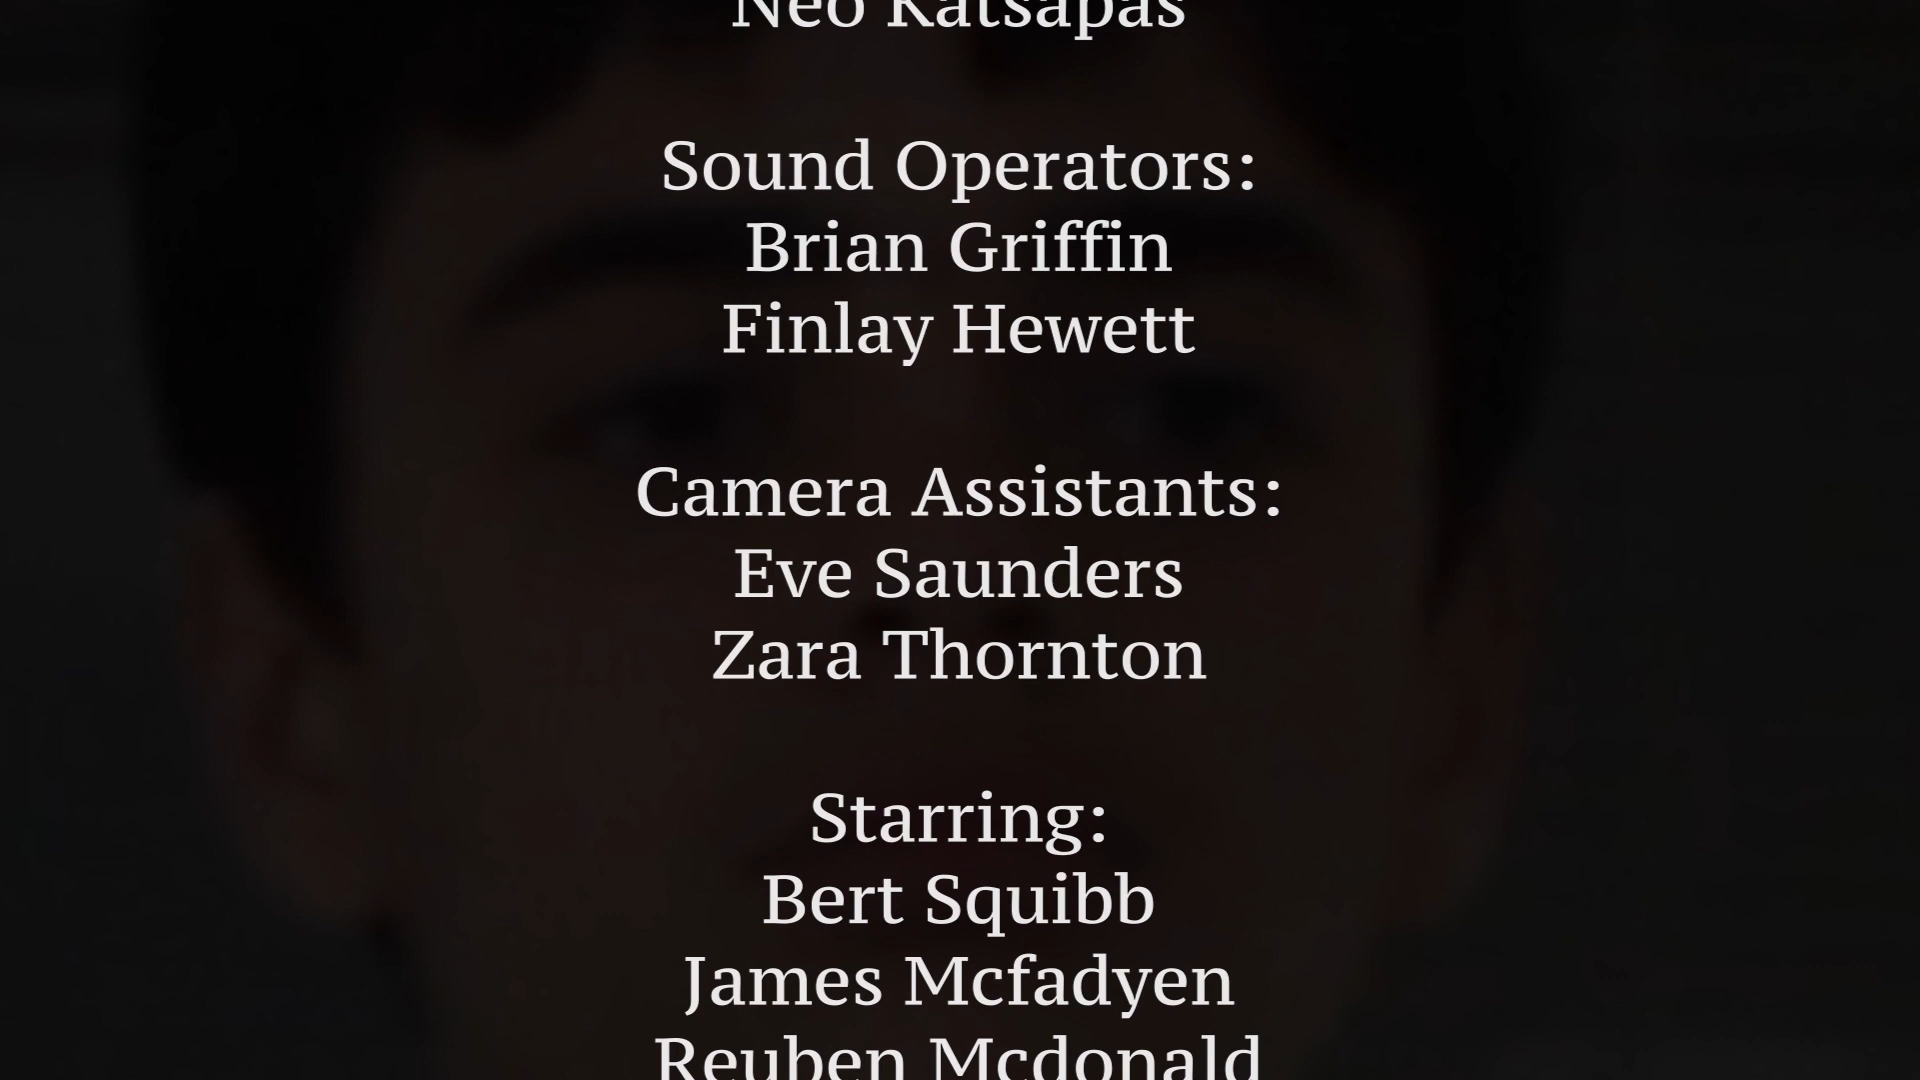 Neo Katsapas
Sound Operators:
Brian Griffin
Finlay Hewett
Camera Assistants:
Eve Saunders
Zara Thornton
Starring:
Bert Squibb
James Mcfadyen
Reuben Mcdonald